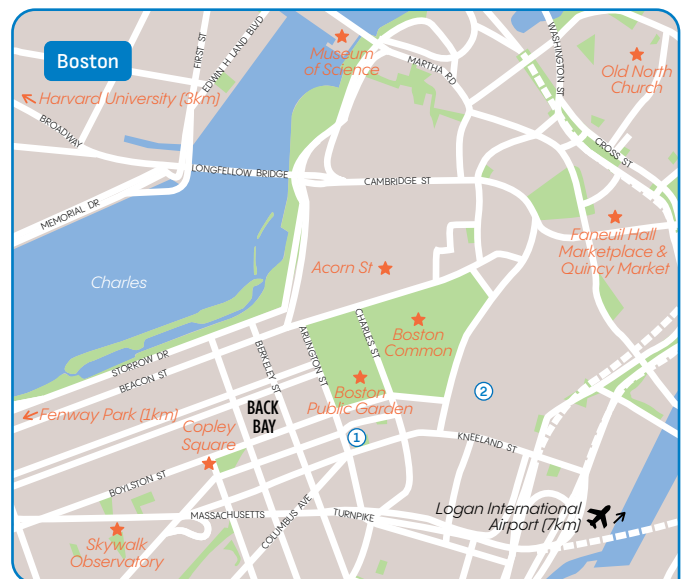 Boston
FIRST ST
EDWIN H LAND BLVD
Museum
of Science
MARTHA RD
WASHINGTON ST
Old North
Church
Harvard University (3km)
BROADWAY
CROSS ST
LONGFELLOW BRIDGE
CAMBRIDGE ST
MEMORIAL DR
Faneuil Hall
Marketplace &
Quincy Market
Acorn St
Charles
CHARLES ST
Boston
Common
ARLINGTON ST
BERKELEY ST
STORROW DR
BEACON ST
Boston
Public Garden
2
BACK
BAY
Fenway Park (1km)
Copley
Square
1
KNEELAND ST
BOYLSTON ST
COLUMBUS AVE
MASSACHUSETTS
TURNPIKE
Logan International
Airport (7km)
Skywalk
Observatory